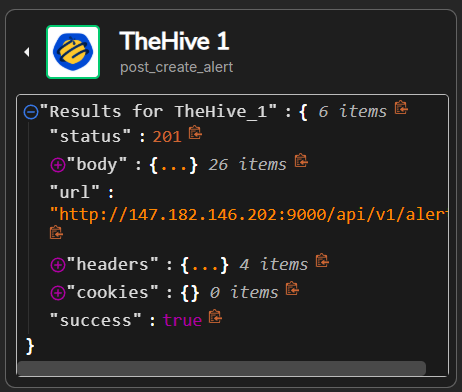 TheHive 1
post_create_alert
"Results for TheHive_1" : { 6 items
"status" : 201
"body" : {...} 26 items
"url" :
"http://147.182.146.202:9000/api/v1/aler
"headers" : {...} 4 items
"cookies" : {} 0 items
"success" : true
}